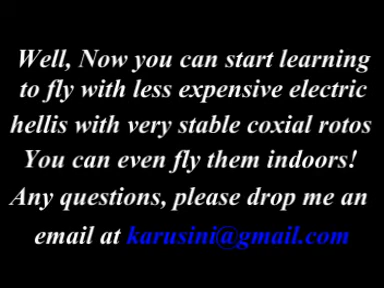 Well, Now you can start learning
to fly with less expensive electric
hellis with very stable coxial rotos
You can even fly them indoors!
Any questions, please drop me an
email at karusini@gmail.com